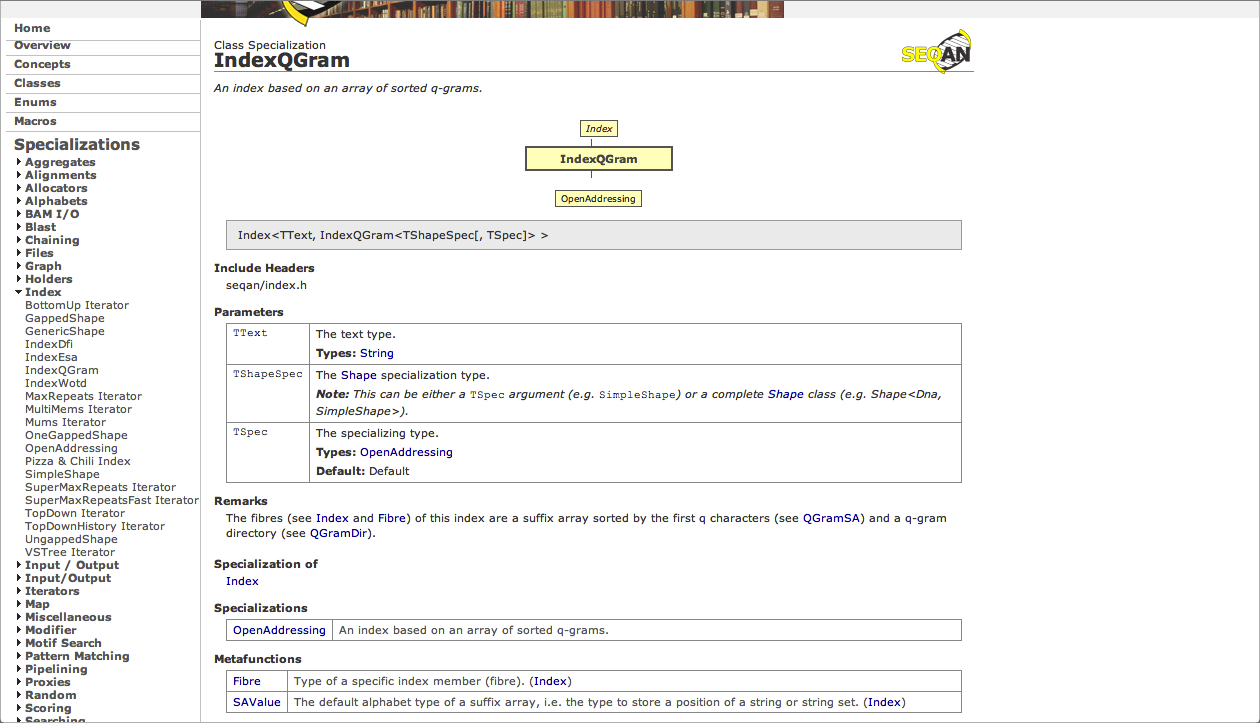 Home
Overview
Concepts
Classes
Enums
Macros
Specializations
Aggregates
Alignments
Allocators
Alphabets
BAM I/O
Blast
Chaining
Files
Graph
Holders
Index
BottomUp Iterator
GappedShape
GenericShape
IndexDfi
IndexEsa
IndexQGram
IndexWotd
MaxRepeats Iterator
MultiMems Iterator
Mums Iterator
OneGappedShape
OpenAddressing
Pizza & Chili Index
SimpleShape
SuperMaxRepeats Iterator
SuperMaxRepeatsFast Iterator
TopDown Iterator
TopDownHistory Iterator
UngappedShape
VSTree Iterator
Input / Output
Input/Output
Iterators
Map
Miscellaneous
Modifier
Motif Search
Pattern Matching
Pipelining
Proxies
Random
Scoring
Searching
Class Specialization
IndexQGram
SEQAN
An index based on an array of sorted q-grams.
Index
IndexQGram
OpenAddressing
Index<TText, IndexQGram<TShapeSpec[, TSpec]> >
Include Headers
seqan/index.h
Parameters
TText The text type.
Types: String
TShapeSpec The Shape specialization type.
Note: This can be either a TSpec argument (e.g. SimpleShape) or a complete Shape class (e.g. Shape<Dna,
SimpleShape>).
TSpec The specializing type.
Types: OpenAddressing
Default: Default
Remarks
The fibres (see Index and Fibre) of this index are a suffix array sorted by the first q characters (see QGramSA) and a q-gram
directory (see QGramDir).
Specialization of
Index
Specializations
OpenAddressing An index based on an array of sorted q-grams.
Metafunctions
Fibre Type of a specific index member (fibre). (Index)
SAValue The default alphabet type of a suffix array, i.e. the type to store a position of a string or string set. (Index)